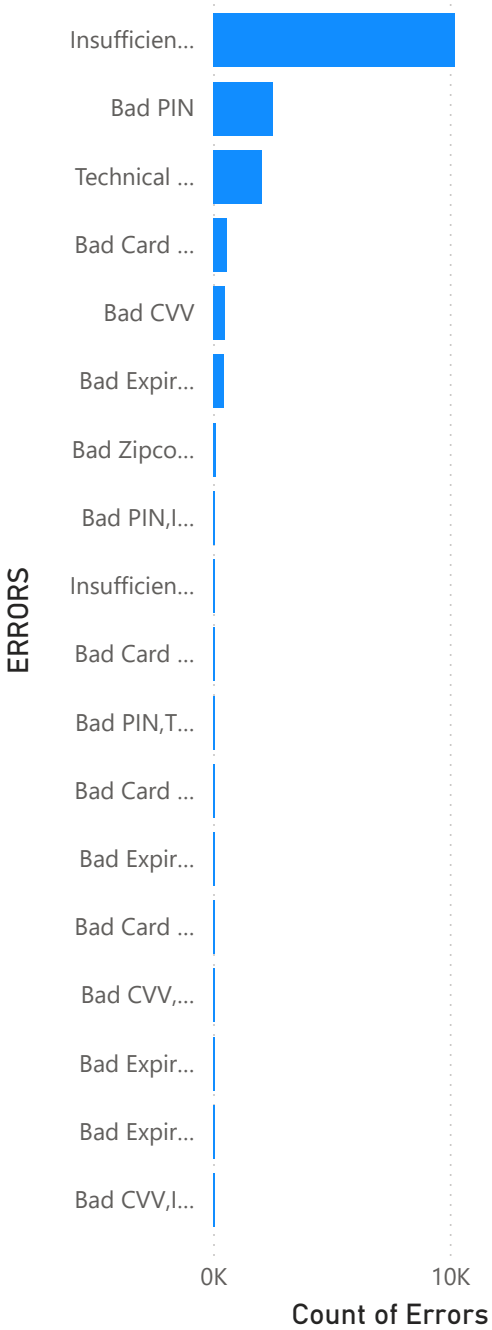 Insufficien...
Bad PIN
Technical ...
Bad Card ...
Bad CVV
Bad Expir...
Bad Zipco...
Bad PIN,I...
Insufficien...
Bad Card ...
Bad PIN,T...
Bad Card ...
Bad Expir...
Bad Card ...
Bad CVV,...
Bad Expir...
Bad Expir...
Bad CVV,I...
ERRORS
0K
10K
Count of Errors